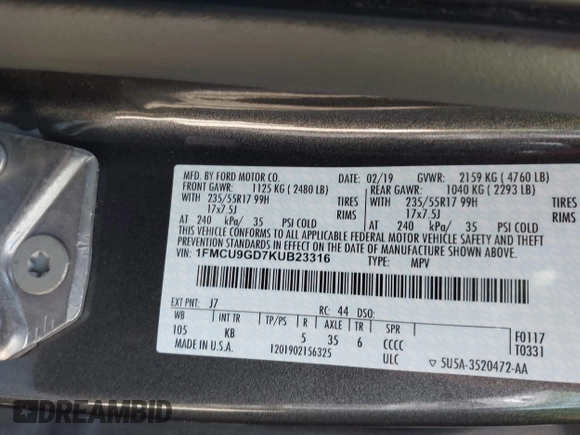 MFD. BY FORD MOTOR CO.
DATE: 02/19 GVWR: 2159 KG ( 4760 LB)
FRONT GAWR: 1125 KG ( 2480 LB) REAR GAWR: 1040 KG ( 2293 LB)
235/55R17 99H TIRES 235/55R17 99H TIRES
17x7.5J RIMS 17x7.5J RIMS
AT 240 kPa/ 35 PSI COLD AT 240 kPa/ 35 PSI COLD
THIS VEHICLE CONFORMS TO ALL APPLICABLE FEDERAL MOTOR VEHICLE SAFETY AND THEFT PREVENTION
STANDARDS IN EFFECT ON THE DATE OF MANUFACTURE SHOWN ABOVE.
VIN: 1FMCU9GD7KUB23316 TYPE: MPV
EXT PNT: J7 RC: 44 DSO:
WB INT TR TP/PS R AXLE TR SPR F0117
105 KB 5 35 6 CCCC T0331
MADE IN U.S.A. 1201902156325 ULC ▽ 5U5A-3520472-AA
DREAMBID